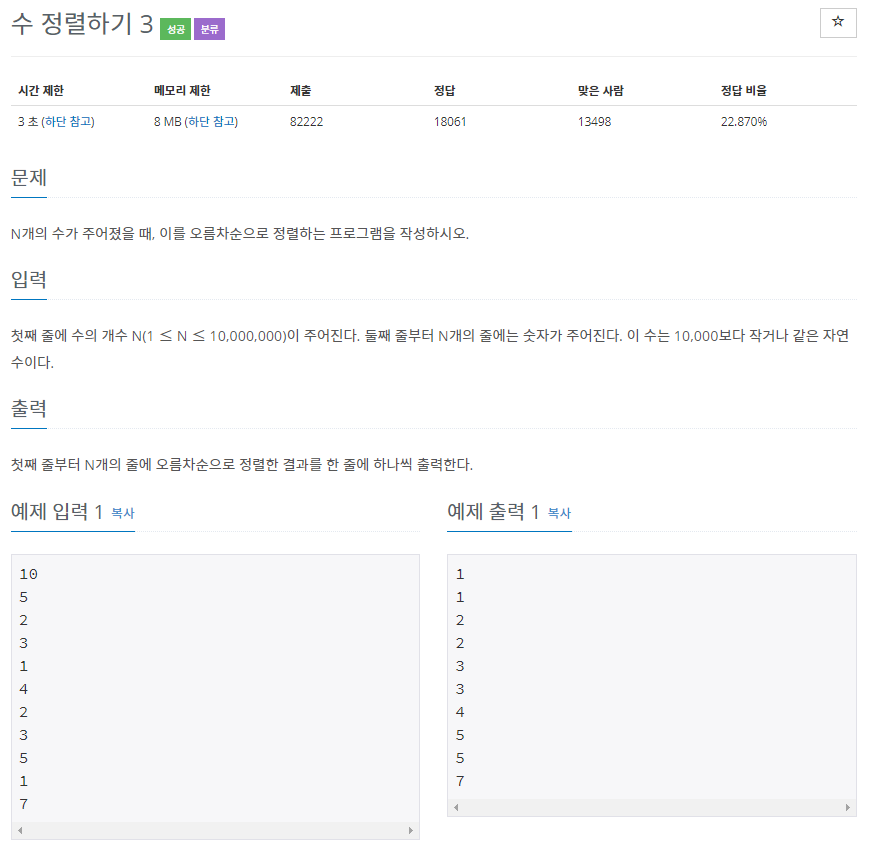 수 정렬하기 3 성공 분류
☆
시간 제한 메모리 제한 제출 정답 맞은 사람 정답 비율
3 초 (하단 참고) 8 MB (하단 참고) 82222 18061 13498 22.870%
문제
N개의 수가 주어졌을 때, 이를 오름차순으로 정렬하는 프로그램을 작성하시오.
입력
첫째 줄에 수의 개수 N(1 ≤ N ≤ 10,000,000)이 주어진다. 둘째 줄부터 N개의 줄에는 숫자가 주어진다. 이 수는 10,000보다 작거나 같은 자연
수이다.
출력
첫째 줄부터 N개의 줄에 오름차순으로 정렬한 결과를 한 줄에 하나씩 출력한다.
예제 입력 1 복사
10
5
2
3
1
4
2
3
5
1
7
예제 출력 1 복사
1
1
2
2
3
3
4
5
5
7